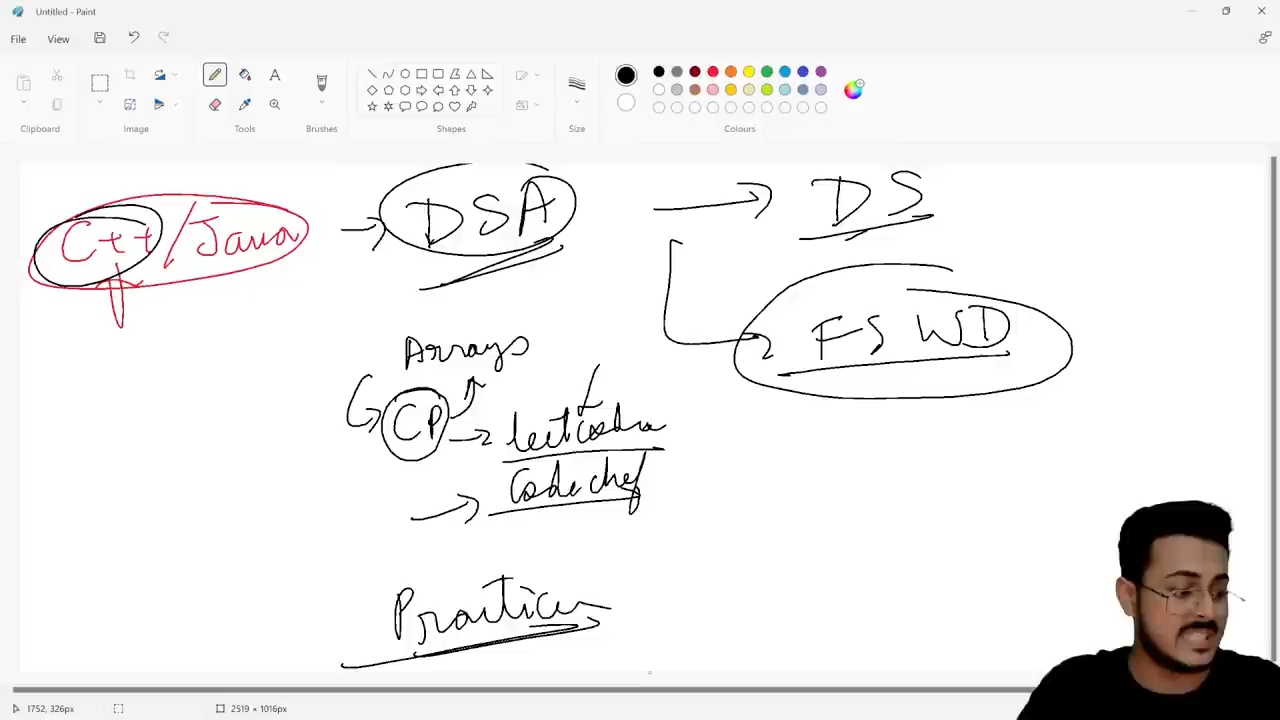 Untitled - Paint
File View
Clipboard
Image
Tools
Brushes
Shapes
Size
Colours
C++/Java
DSA
DS
FS WD
Arrays
CP
leetcode
Codechef
Practice
1752, 326px
2519 × 1016px